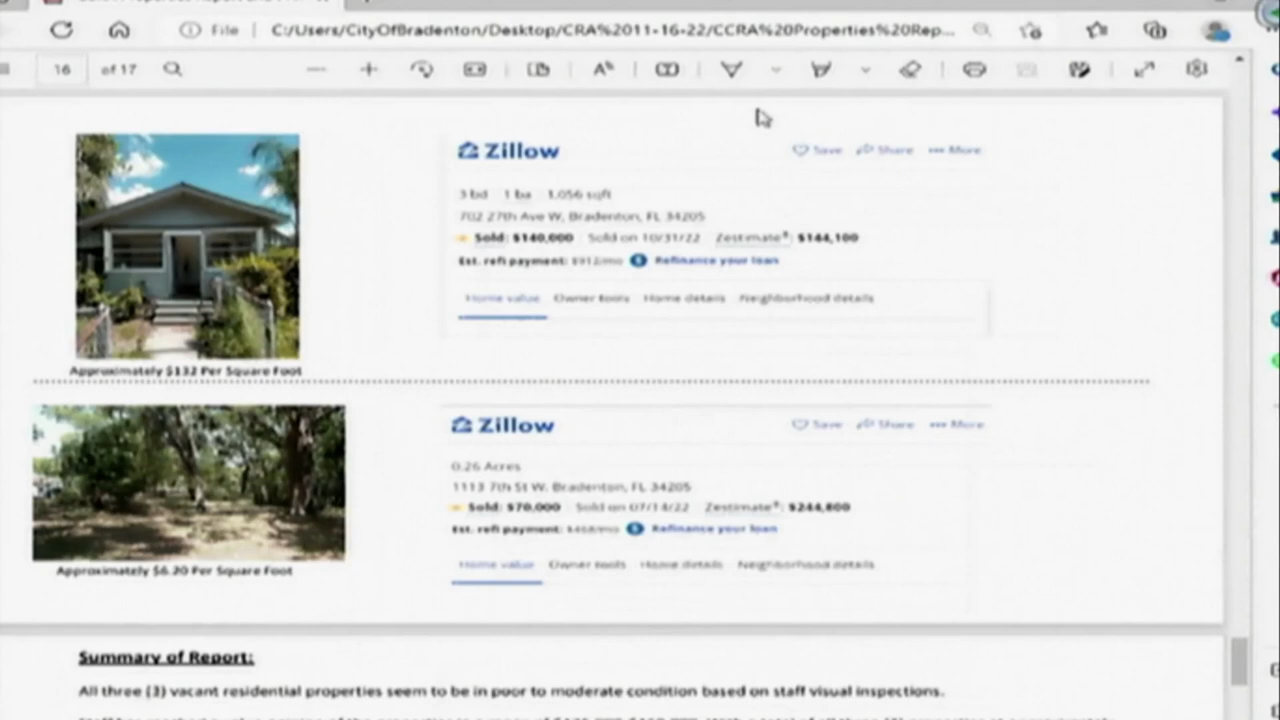 File | C:/Users/CityOfBradenton/Desktop/CRA%2011-16-22/CCRA%20Properties%20Rep...
16 of 17
Zillow
Save Share More
3 bd 1 ba 1,056 sqft
702 27th Ave W, Bradenton, FL 34205
Sold: $140,000 Sold on 10/31/22 Zestimate®: $144,100
Est. refi payment: $912/mo $ Refinance your loan
Home value Owner tools Home details Neighborhood details
Approximately $132 Per Square Foot
Zillow
Save Share More
0.26 Acres
1113 7th St W, Bradenton, FL 34205
Sold: $70,000 Sold on 07/14/22 Zestimate®: $244,800
Est. refi payment: $ Refinance your loan
Home value Owner tools Home details Neighborhood details
Approximately $6.20 Per Square Foot
Summary of Report:
All three (3) vacant residential properties seem to be in poor to moderate condition based on staff visual inspections.